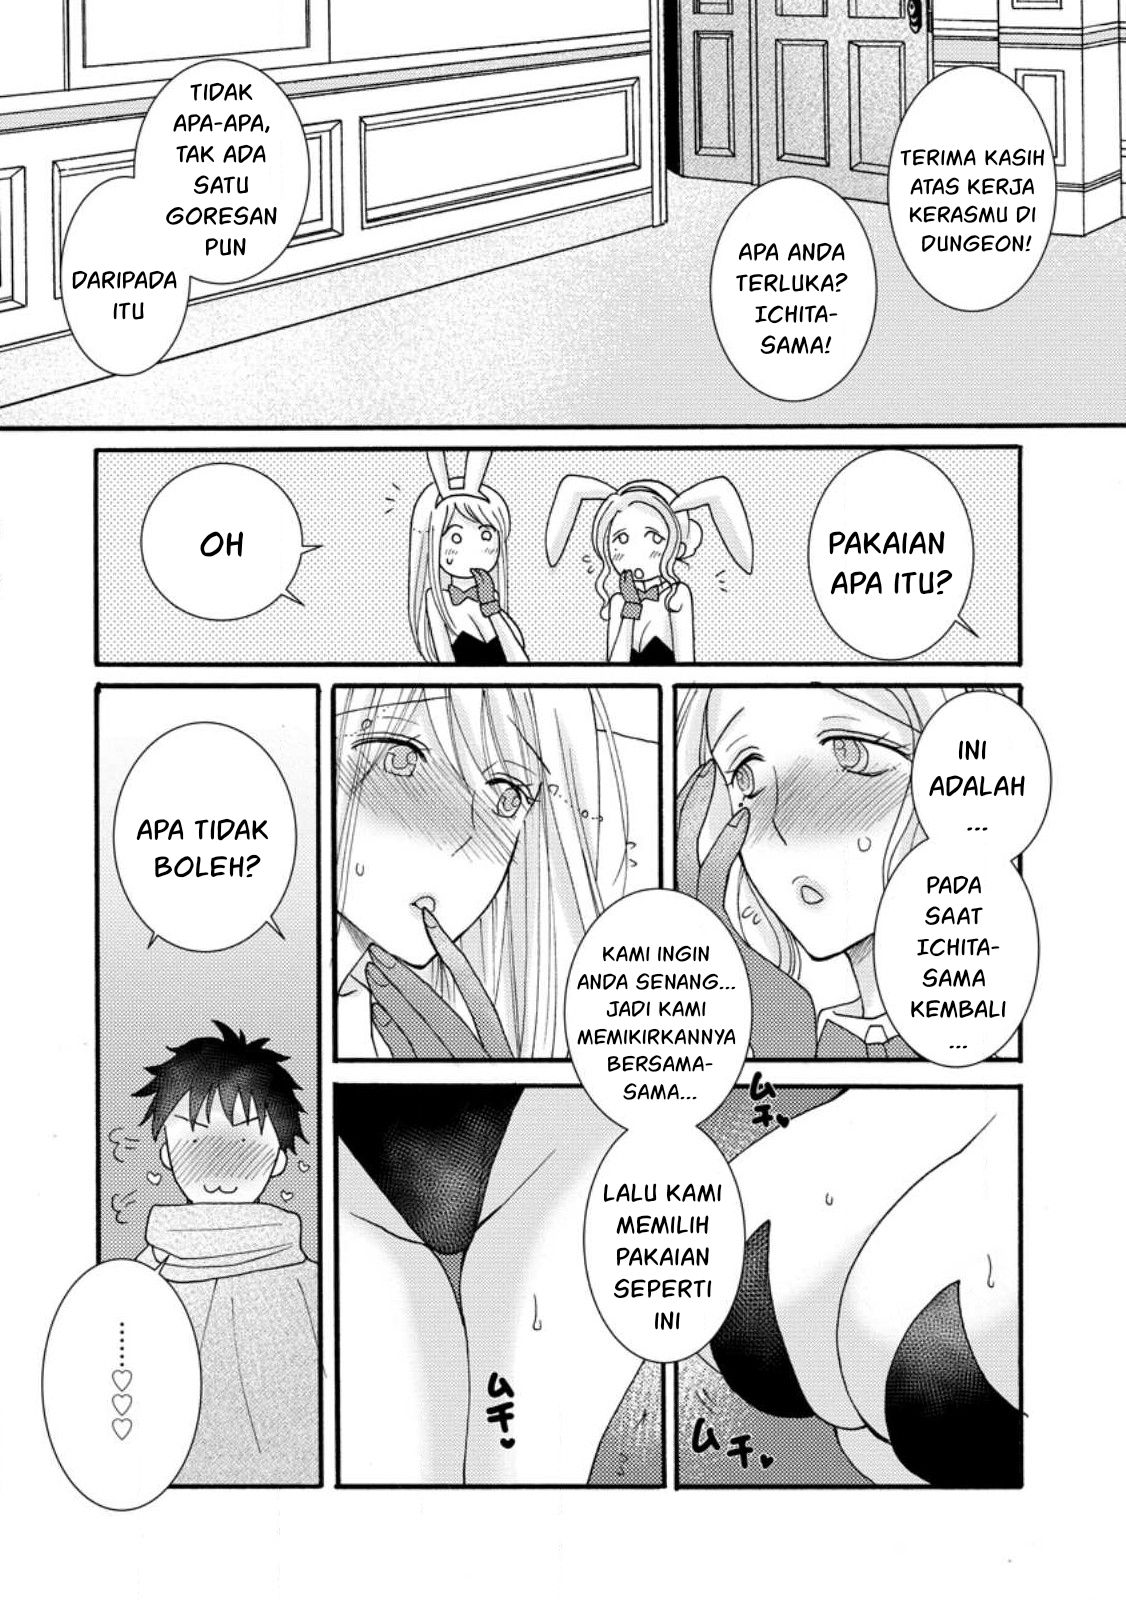 TERIMA KASIH
ATAS KERJA
KERASMU DI
DUNGEON!
APA ANDA
TERLUKA?
ICHITA-
SAMA!
TIDAK
APA-APA,
TAK ADA
SATU
GORESAN
PUN
DARIPADA
ITU
PAKAIAN
APA ITU?
OH
INI
ADALAH
...
PADA
SAAT
ICHITA-
SAMA
KEMBALI
...
KAMI INGIN
ANDA SENANG...
JADI KAMI
MEMIKIRKANNYA
BERSAMA-
SAMA...
LALU KAMI
MEMILIH
PAKAIAN
SEPERTI
INI
ムチ♥
ムチ♥
ムチ♥
APA TIDAK
BOLEH?
........♡♡♡